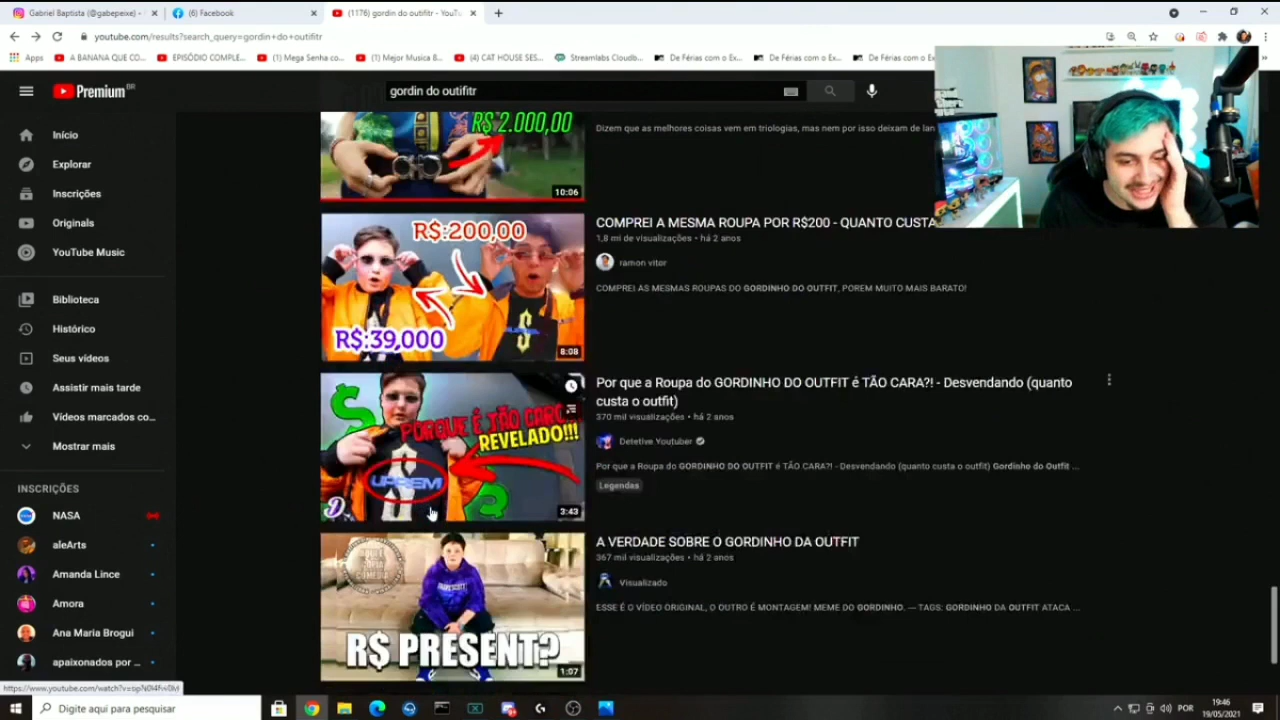 Gabriel Baptista (@gabepeixe) -
(6) Facebook
(1176) gordin do outifitr - YouTu
youtube.com/results?search_query=gordin+do+outifitr
Apps
A BANANA QUE CO...
EPISÓDIO COMPLE...
(1) Mega Senha co...
(1) Mejor Musica B...
(4) CAT HOUSE SES...
Streamlabs Cloudb...
De Férias com o Ex...
De Férias com o Ex...
De Férias com o Ex...
Premium BR
gordin do outifitr
Início
Explorar
Inscrições
Originals
YouTube Music
Biblioteca
Histórico
Seus vídeos
Assistir mais tarde
Vídeos marcados co...
Mostrar mais
INSCRIÇÕES
NASA
aleArts
Amanda Lince
Amora
Ana Maria Brogui
apaixonados por ...
R$ 2.000,00
10:06
Dizem que as melhores coisas vem em triologias, mas nem por isso deixam de lan
R$:200,00
R$:39,000
8:08
COMPREI A MESMA ROUPA POR R$200 - QUANTO CUSTA
1,8 mi de visualizações • há 2 anos
ramon vitor
COMPREI AS MESMAS ROUPAS DO GORDINHO DO OUTFIT, POREM MUITO MAIS BARATO!
PORQUE É TÃO CARO...
REVELADO!!!
UPREM
3:43
Por que a Roupa do GORDINHO DO OUTFIT é TÃO CARA?! - Desvendando (quanto
custa o outfit)
370 mil visualizações • há 2 anos
Detetive Youtuber
Por que a Roupa do GORDINHO DO OUTFIT é TÃO CARA?! - Desvendando (quanto custa o outfit) Gordinho do Outfit ...
Legendas
R$ PRESENT?
1:07
A VERDADE SOBRE O GORDINHO DA OUTFIT
367 mil visualizações • há 2 anos
Visualizado
ESSE É O VÍDEO ORIGINAL, O OUTRO É MONTAGEM! MEME DO GORDINHO. — TAGS: GORDINHO DA OUTFIT ATACA ...
Digite aqui para pesquisar
POR
19:46
19/05/2021